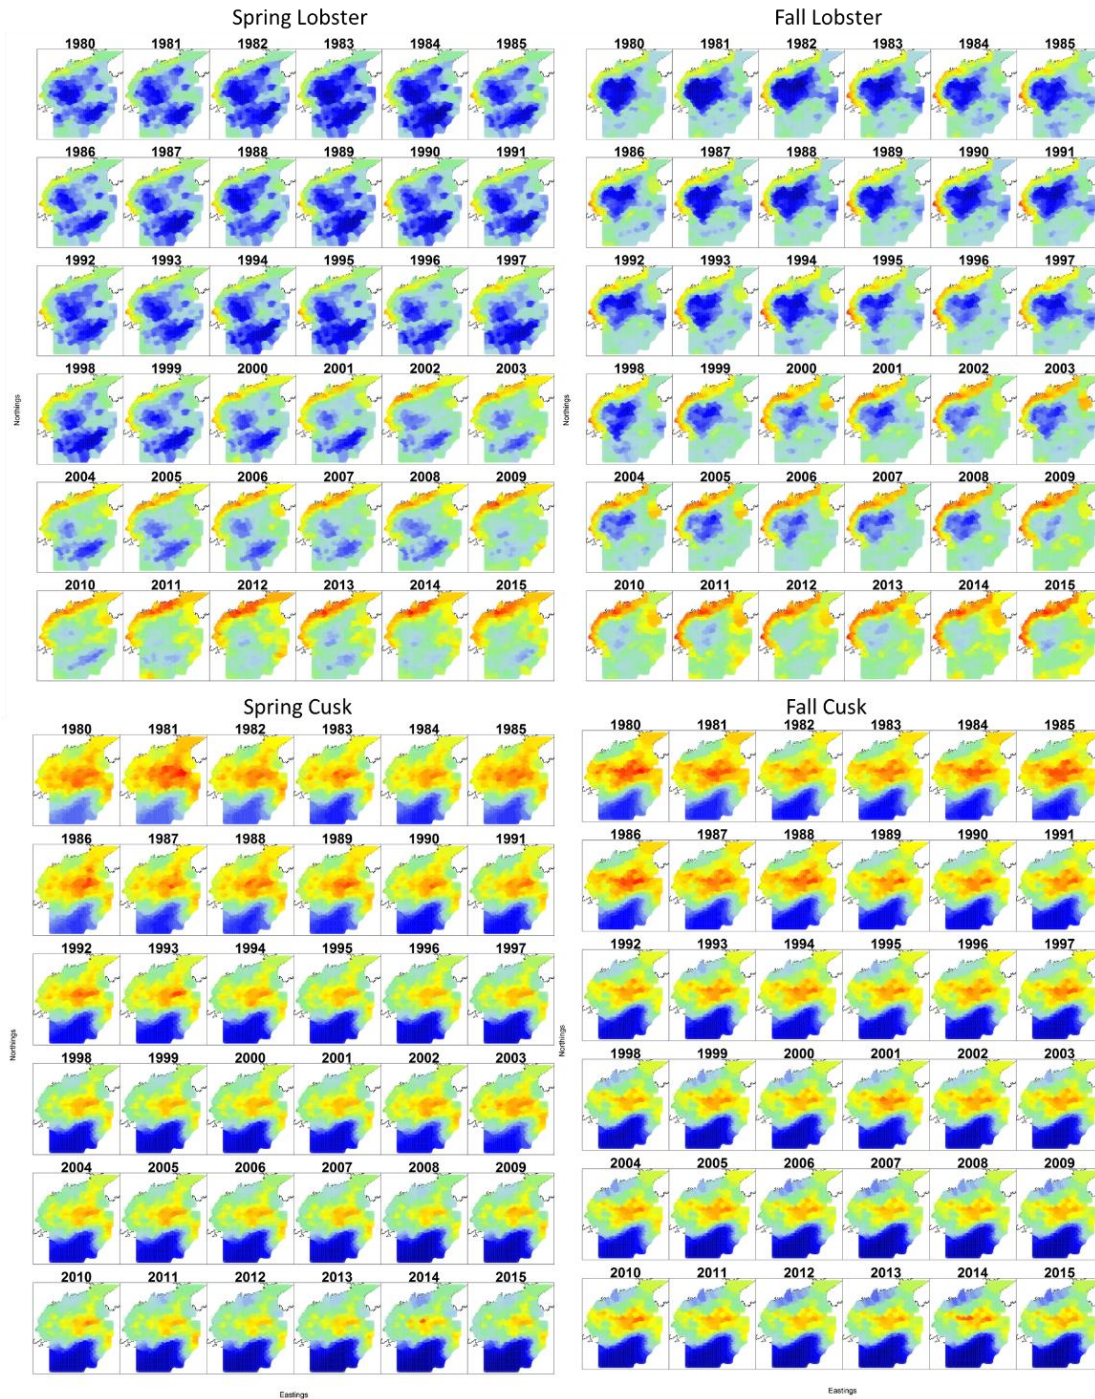 Spring Lobster
1980 1981 1982 1983 1984 1985
1986 1987 1988 1989 1990 1991
1992 1993 1994 1995 1996 1997
1998 1999 2000 2001 2002 2003
2004 2005 2006 2007 2008 2009
2010 2011 2012 2013 2014 2015
Northings
Fall Lobster
1980 1981 1982 1983 1984 1985
1986 1987 1988 1989 1990 1991
1992 1993 1994 1995 1996 1997
1998 1999 2000 2001 2002 2003
2004 2005 2006 2007 2008 2009
2010 2011 2012 2013 2014 2015
Northings
Spring Cusk
1980 1981 1982 1983 1984 1985
1986 1987 1988 1989 1990 1991
1992 1993 1994 1995 1996 1997
1998 1999 2000 2001 2002 2003
2004 2005 2006 2007 2008 2009
2010 2011 2012 2013 2014 2015
Northings
Eastings
Fall Cusk
1980 1981 1982 1983 1984 1985
1986 1987 1988 1989 1990 1991
1992 1993 1994 1995 1996 1997
1998 1999 2000 2001 2002 2003
2004 2005 2006 2007 2008 2009
2010 2011 2012 2013 2014 2015
Northings
Eastings